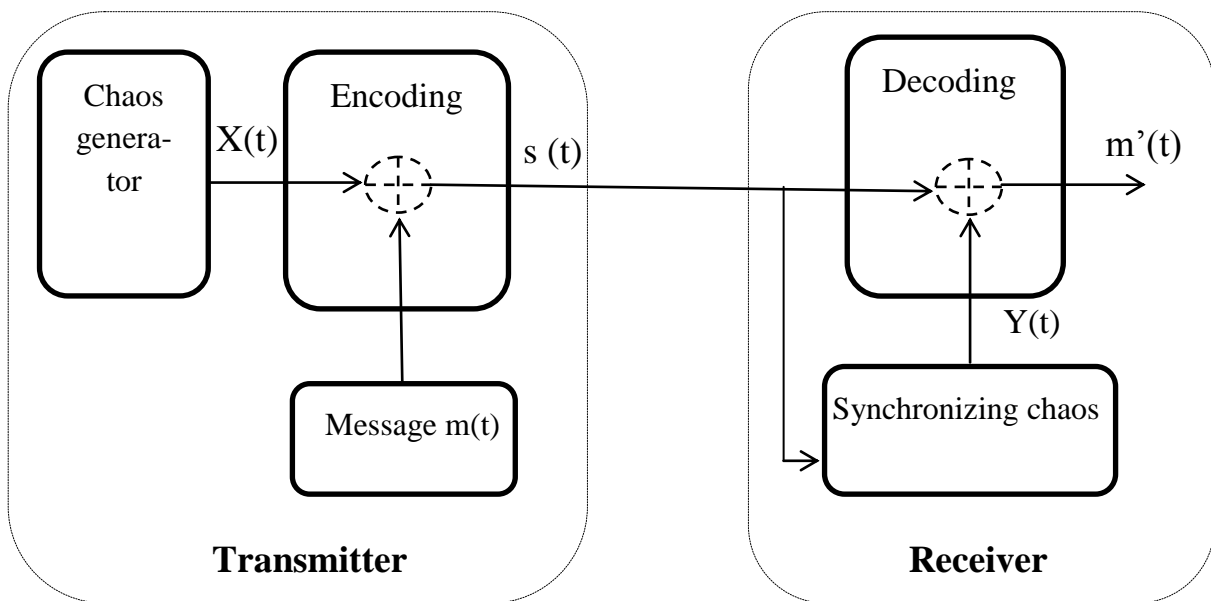 Chaos
genera-
tor
X(t)
Encoding
s (t)
Message m(t)
Transmitter
Decoding
m’(t)
Y(t)
Synchronizing chaos
Receiver